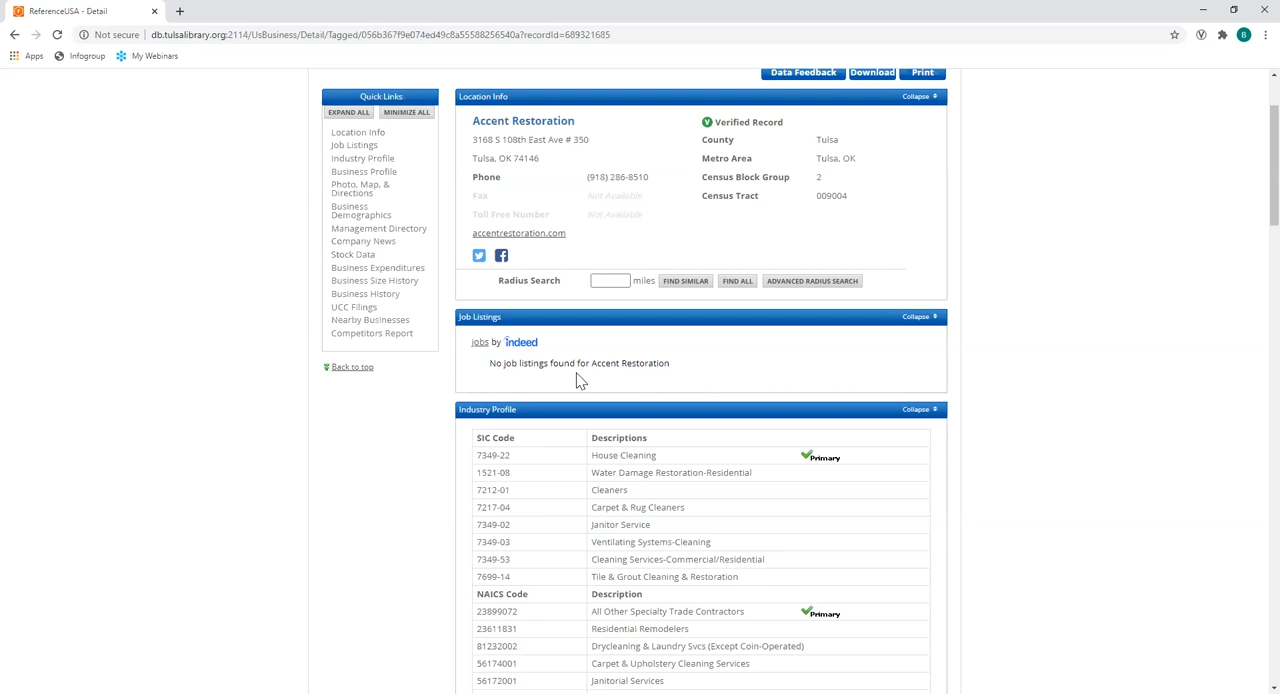 ReferenceUSA - Detail
Not secure | db.tulsalibrary.org:2114/UsBusiness/Detail/Tagged/056b367f9e074ed49c8a55588256540a?recordId=689321685
B
Apps Infogroup My Webinars
Data Feedback Download Print
Quick Links
EXPAND ALL MINIMIZE ALL
Location Info
Job Listings
Industry Profile
Business Profile
Photo, Map, &
Directions
Business
Demographics
Management Directory
Company News
Stock Data
Business Expenditures
Business Size History
Business History
UCC Filings
Nearby Businesses
Competitors Report
Back to top
Location Info Collapse
Accent Restoration
3168 S 108th East Ave # 350
Tulsa, OK 74146
Phone (918) 286-8510
Fax Not Available
Toll Free Number Not Available
accentrestoration.com
V Verified Record
County Tulsa
Metro Area Tulsa, OK
Census Block Group 2
Census Tract 009004
Radius Search miles FIND SIMILAR FIND ALL ADVANCED RADIUS SEARCH
Job Listings Collapse
jobs by indeed
No job listings found for Accent Restoration
Industry Profile Collapse
SIC Code Descriptions
7349-22 House Cleaning Primary
1521-08 Water Damage Restoration-Residential
7212-01 Cleaners
7217-04 Carpet & Rug Cleaners
7349-02 Janitor Service
7349-03 Ventilating Systems-Cleaning
7349-53 Cleaning Services-Commercial/Residential
7699-14 Tile & Grout Cleaning & Restoration
NAICS Code Description
23899072 All Other Specialty Trade Contractors Primary
23611831 Residential Remodelers
81232002 Drycleaning & Laundry Svcs (Except Coin-Operated)
56174001 Carpet & Upholstery Cleaning Services
56172001 Janitorial Services